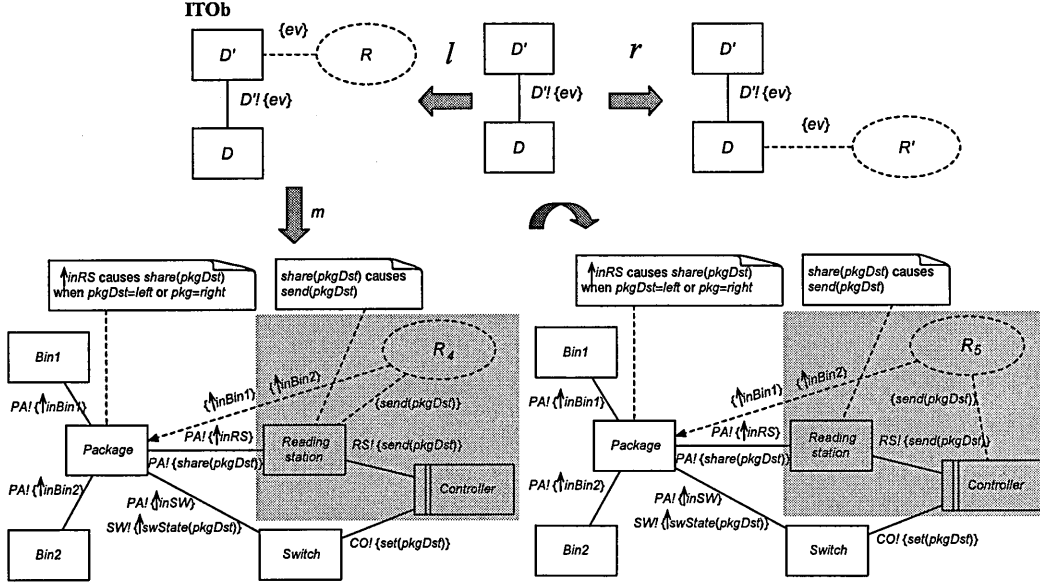 ITOb
{ev}
D'
R
D'! {ev}
D
l
D'
D'! {ev}
D
r
D'
D'! {ev}
{ev}
D
R'
m
↑inRS causes share(pkgDst)
when pkgDst=left or pkg=right
share(pkgDst) causes
send(pkgDst)
Bin1
R4
{↑inBin1}
{↑inBin2}
{send(pkgDst)}
PA! {↑inBin1}
PA! {↑inRS}
Package
Reading
station
RS! {send(pkgDst)}
PA! {share(pkgDst)}
PA! {↑inBin2}
Controller
PA! {↑inSW}
SW! {↑swState(pkgDst)}
Bin2
Switch
CO! {set(pkgDst)}
↑inRS causes share(pkgDst)
when pkgDst=left or pkg=right
share(pkgDst) causes
send(pkgDst)
Bin1
R5
{↑inBin1}
{↑inBin2}
{send(pkgDst)}
PA! {↑inBin1}
PA! {↑inRS}
Package
Reading
station
RS! {send(pkgDst)}
PA! {share(pkgDst)}
PA! {↑inBin2}
Controller
PA! {↑inSW}
SW! {↑swState(pkgDst)}
Bin2
Switch
CO! {set(pkgDst)}